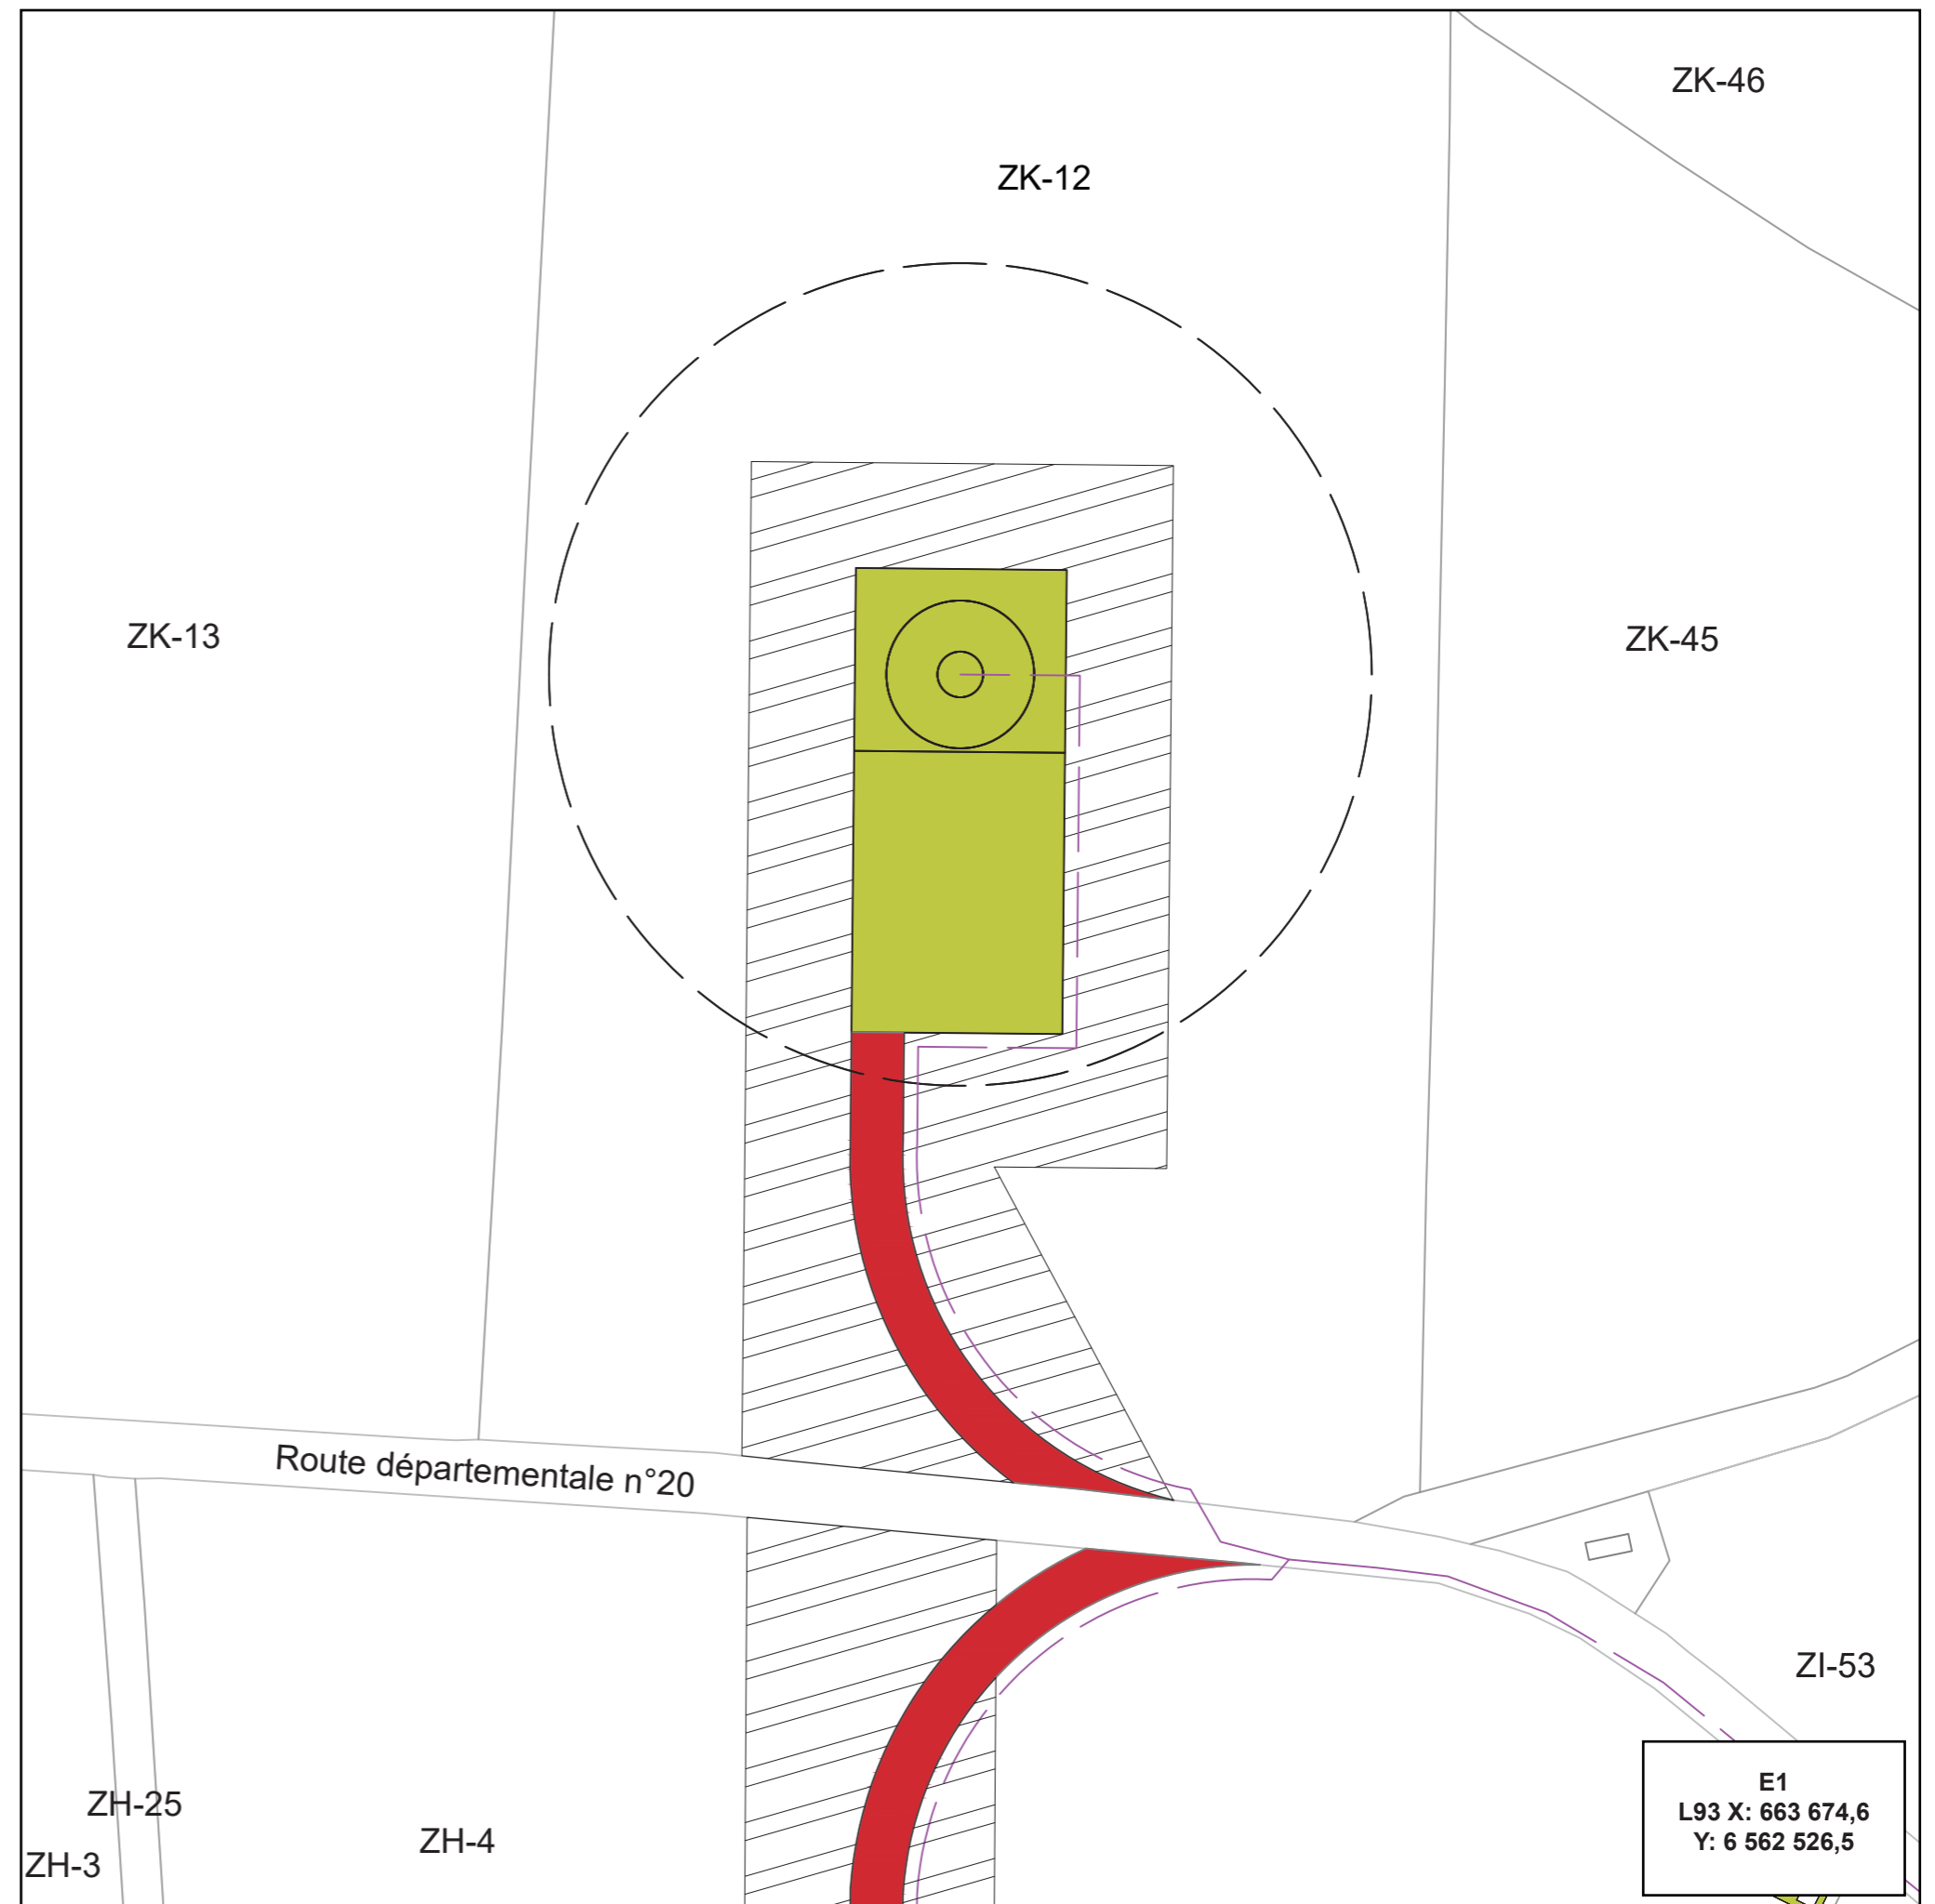 ZK-46
ZK-12
ZK-13
ZK-45
Route départementale n°20
ZI-53
E1
L93 X: 663 674,6
Y: 6 562 526,5
ZH-25
ZH-4
ZH-3